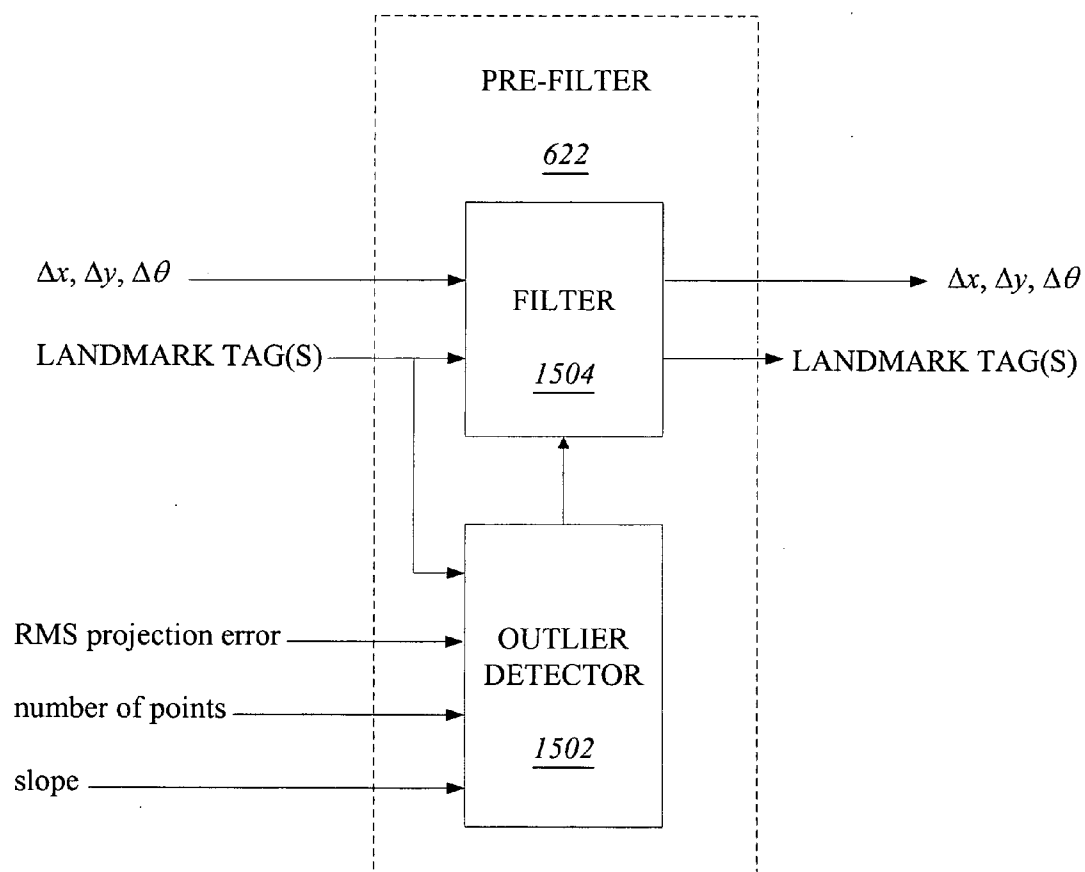 PRE-FILTER
622
Δx, Δy, Δθ
FILTER
Δx, Δy, Δθ
LANDMARK TAG(S)
1504
LANDMARK TAG(S)
RMS projection error
OUTLIER
DETECTOR
number of points
1502
slope